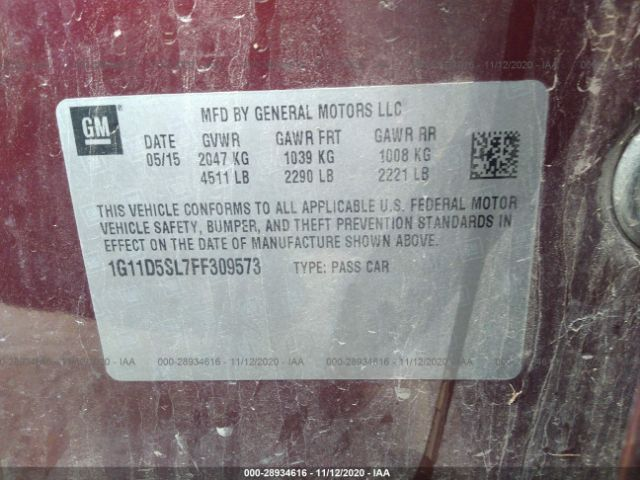 GM
MFD BY GENERAL MOTORS LLC
DATE GVWR GAWR FRT GAWR RR
05/15 2047 KG 1039 KG 1008 KG
4511 LB 2290 LB 2221 LB
THIS VEHICLE CONFORMS TO ALL APPLICABLE U.S. FEDERAL MOTOR
VEHICLE SAFETY, BUMPER, AND THEFT PREVENTION STANDARDS IN
EFFECT ON THE DATE OF MANUFACTURE SHOWN ABOVE.
1G11D5SL7FF309573 TYPE: PASS CAR
000-28934616 - 11/12/2020 - IAA
000-28934616 - 11/12/2020 - IAA